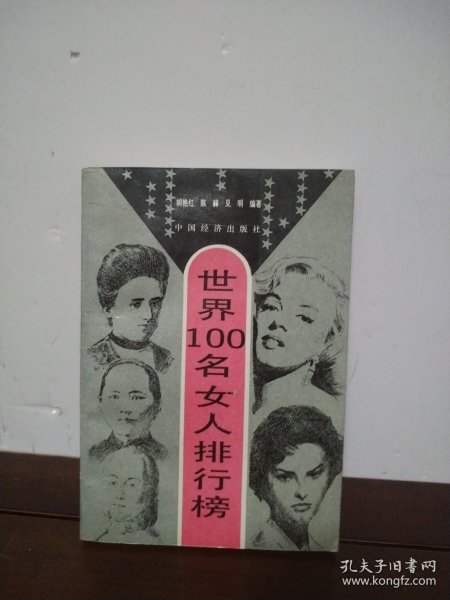 胡艳红 陈赫 见明 编著
中国经济出版社
世界100名女人排行榜
孔夫子旧书网
www.kongfz.com